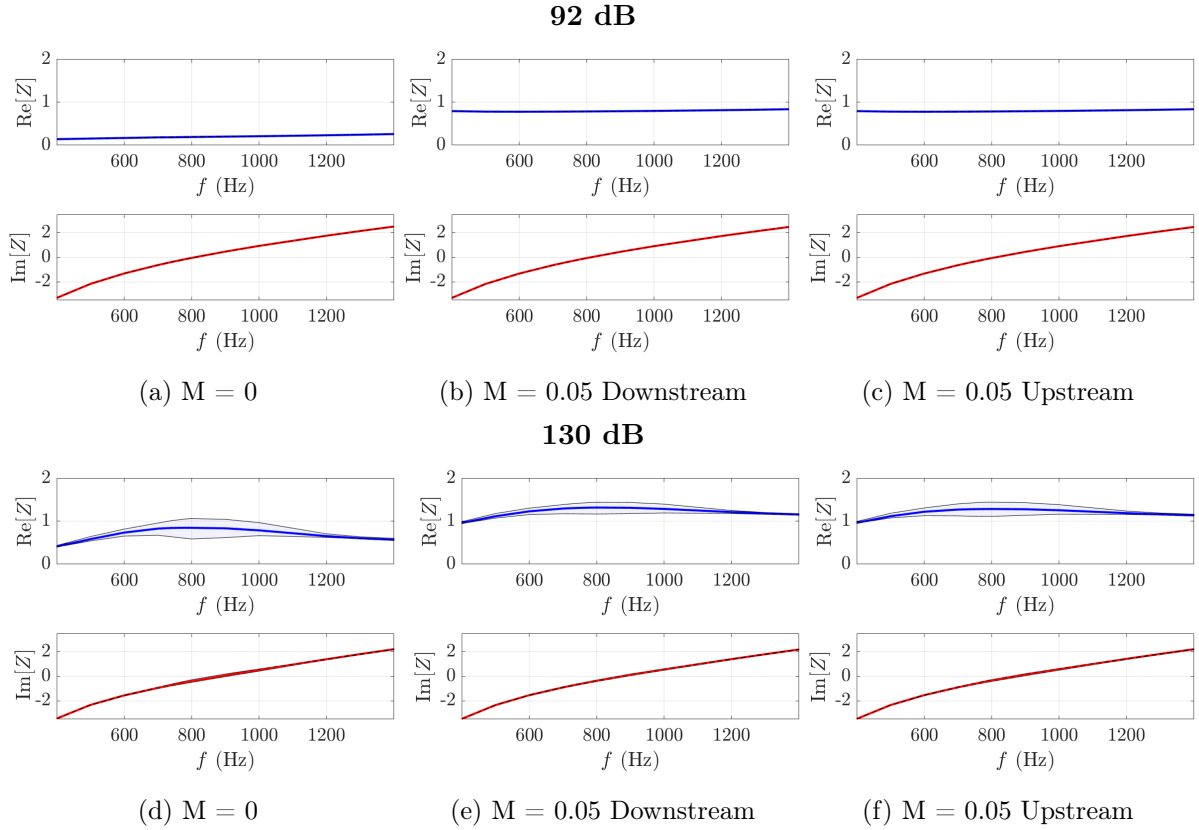 92 dB
2
1
0
Re[Z]
600 800 1000 1200
f (Hz)
2
1
0
Re[Z]
600 800 1000 1200
f (Hz)
2
1
0
Re[Z]
600 800 1000 1200
f (Hz)
2
0
-2
Im[Z]
600 800 1000 1200
f (Hz)
2
0
-2
Im[Z]
600 800 1000 1200
f (Hz)
2
0
-2
Im[Z]
600 800 1000 1200
f (Hz)
(a) M = 0
(b) M = 0.05 Downstream
(c) M = 0.05 Upstream
130 dB
2
1
0
Re[Z]
600 800 1000 1200
f (Hz)
2
1
0
Re[Z]
600 800 1000 1200
f (Hz)
2
1
0
Re[Z]
600 800 1000 1200
f (Hz)
2
0
-2
Im[Z]
600 800 1000 1200
f (Hz)
2
0
-2
Im[Z]
600 800 1000 1200
f (Hz)
2
0
-2
Im[Z]
600 800 1000 1200
f (Hz)
(d) M = 0
(e) M = 0.05 Downstream
(f) M = 0.05 Upstream